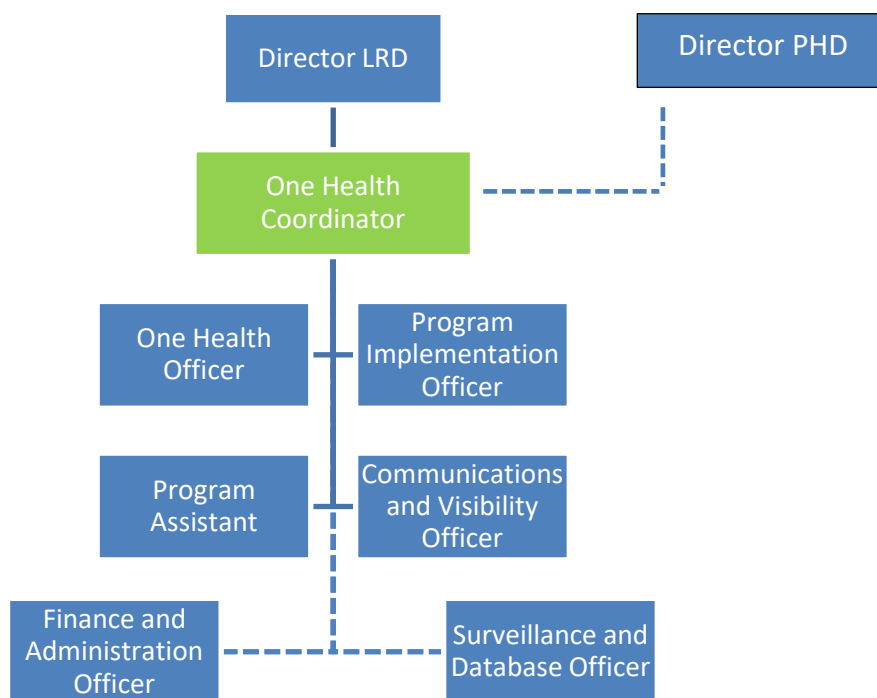 Director LRD
Director PHD
One Health
Coordinator
One Health
Officer
Program
Implementation
Officer
Program
Assistant
Communications
and Visibility
Officer
Finance and
Administration
Officer
Surveillance and
Database Officer